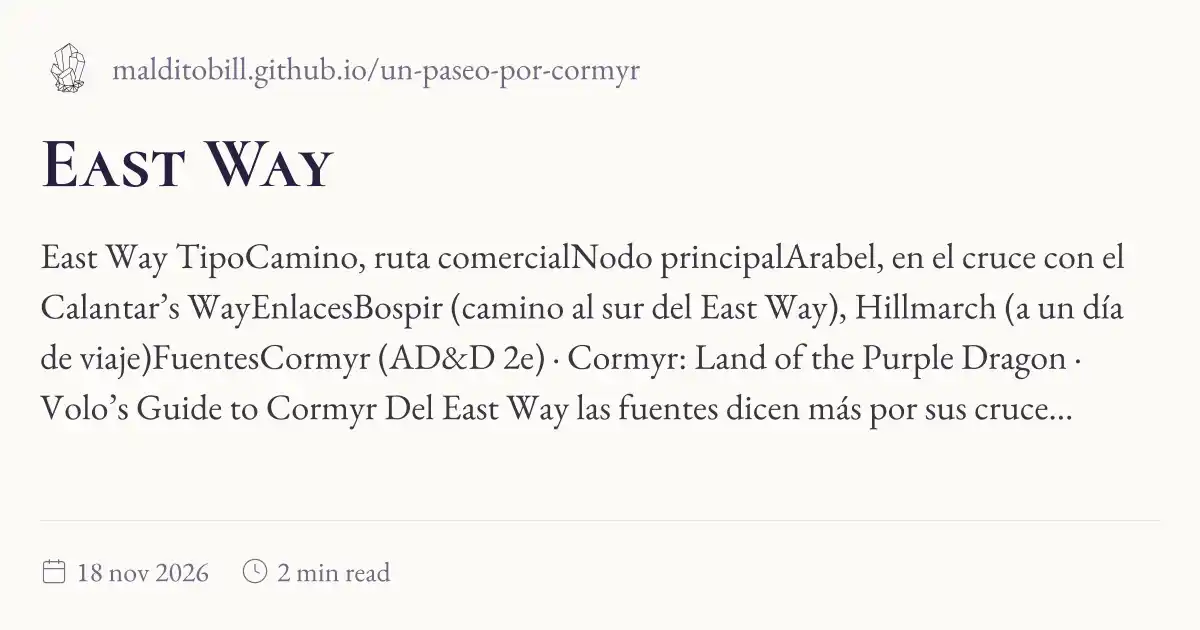 malditobill.github.io/un-paseo-por-cormyr
East Way
East Way TipoCamino, ruta comercialNodo principalArabel, en el cruce con el
Calantar’s WayEnlacesBospir (camino al sur del East Way), Hillmarch (a un día
de viaje)FuentesCormyr (AD&D 2e) · Cormyr: Land of the Purple Dragon ·
Volo’s Guide to Cormyr Del East Way las fuentes dicen más por sus cruce...
18 nov 2026
2 min read